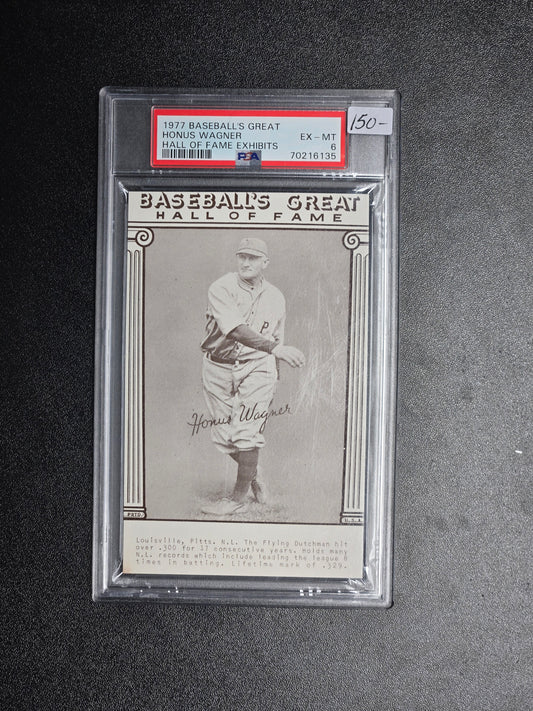 1977 BASEBALL'S GREAT
HONUS WAGNER
HALL OF FAME EXHIBITS
EX-MT
6
70216135
PSA
150-
BASEBALL'S GREAT
HALL OF FAME
P
Honus Wagner
PRTD
U.S.A.
Louisville, Pitts. N.L. The Flying Dutchman hit
over .300 for 17 consecutive years. Holds many
N.L. records which include leading the league 8
times in batting. Lifetime mark of .329.